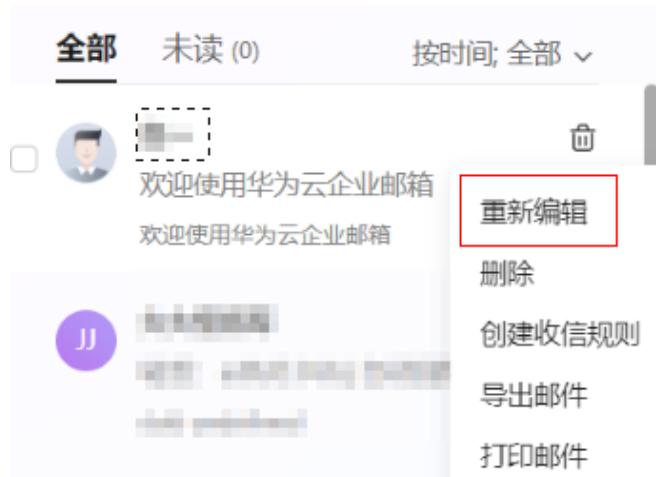 全部 未读 (0) 按时间; 全部
欢迎使用华为云企业邮箱
欢迎使用华为云企业邮箱
重新编辑
删除
创建收信规则
导出邮件
打印邮件
JJ